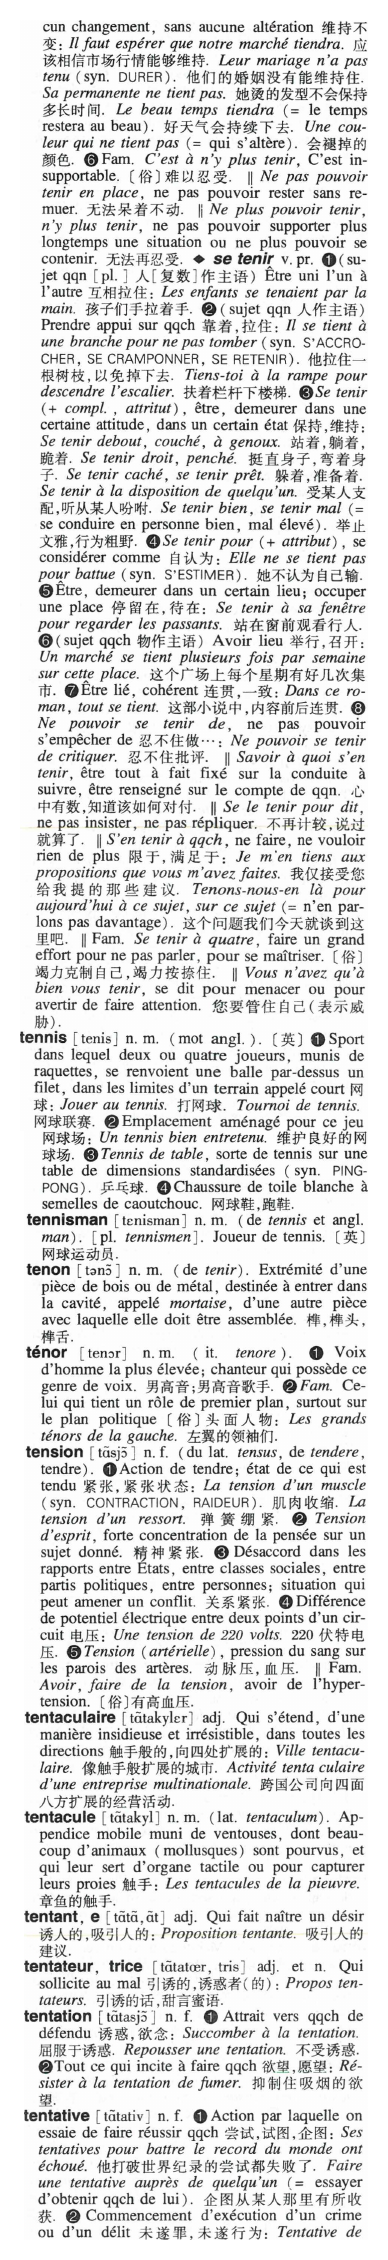 cun changement, sans aucune altération 维持不
变: Il faut espérer que notre marché tiendra. 应
该相信市场行情能够维持. Leur mariage n'a pas
tenu (syn. DURER). 他们的婚姻没有能维持住.
Sa permanente ne tient pas. 她烫的发型不会保持
多长时间. Le beau temps tiendra (= le temps
restera au beau). 好天气会持续下去. Une cou-
leur qui ne tient pas (= qui s'altère). 会褪掉的
颜色. ❻ Fam. C'est à n'y plus tenir, C'est in-
supportable. [俗]难以忍受. ‖ Ne pas pouvoir
tenir en place, ne pas pouvoir rester sans re-
muer. 无法呆着不动. ‖ Ne plus pouvoir tenir,
n'y plus tenir, ne pas pouvoir supporter plus
longtemps une situation ou ne plus pouvoir se
contenir. 无法再忍受. ◆ se tenir v. pr. ❶(su-
jet qqn [pl.] 人[复数]作主语) Être uni l'un à
l'autre 互相拉住: Les enfants se tenaient par la
main. 孩子们手拉着手. ❷(sujet qqn 人作主语)
Prendre appui sur qqch 靠着,拉住: Il se tient à
une branche pour ne pas tomber (syn. S'ACCRO-
CHER, SE CRAMPONNER, SE RETENIR). 他拉住一
根树枝,以免掉下去. Tiens-toi à la rampe pour
descendre l'escalier. 扶着栏杆下楼梯. ❸Se tenir
(+ compl. , attritut), être, demeurer dans une
certaine attitude, dans un certain état 保持,维持:
Se tenir debout, couché, à genoux. 站着,躺着,
跪着. Se tenir droit, penché. 挺直身子,弯着身
子. Se tenir caché, se tenir prêt. 躲着,准备着.
Se tenir à la disposition de quelqu'un. 受某人支
配,听从某人吩咐. Se tenir bien, se tenir mal (=
se conduire en personne bien, mal élevé). 举止
文雅,行为粗野. ❹Se tenir pour (+ attribut), se
considérer comme 自认为: Elle ne se tient pas
pour battue (syn. S'ESTIMER). 她不认为自己输.
❺Être, demeurer dans un certain lieu; occuper
une place 停留在,待在: Se tenir à sa fenêtre
pour regarder les passants. 站在窗前观看行人.
❻(sujet qqch 物作主语) Avoir lieu 举行,召开:
Un marché se tient plusieurs fois par semaine
sur cette place. 这个广场上每个星期有好几次集
市. ❼Être lié, cohérent 连贯,一致: Dans ce ro-
man, tout se tient. 这部小说中,内容前后连贯. ❽
Ne pouvoir se tenir de, ne pas pouvoir
s'empêcher de 忍不住做…: Ne pouvoir se tenir
de critiquer. 忍不住批评. ‖ Savoir à quoi s'en
tenir, être tout à fait fixé sur la conduite à
suivre, être renseigné sur le compte de qqn. 心
中有数,知道该如何对付. ‖ Se le tenir pour dit,
ne pas insister, ne pas répliquer. 不再计较,说过
就算了. ‖ S'en tenir à qqch, ne faire, ne vouloir
rien de plus 限于,满足于: Je m'en tiens aux
propositions que vous m'avez faites. 我仅接受您
给我提的那些建议. Tenons-nous-en là pour
aujourd'hui à ce sujet, sur ce sujet (= n'en par-
lons pas davantage). 这个问题我们今天就谈到这
里吧. ‖ Fam. Se tenir à quatre, faire un grand
effort pour ne pas parler, pour se maîtriser. [俗]
竭力克制自己,竭力按捺住. ‖ Vous n'avez qu'à
bien vous tenir, se dit pour menacer ou pour
avertir de faire attention. 您要管住自己(表示威
胁).
tennis [tenis] n. m. (mot angl.). [英] ❶Sport
dans lequel deux ou quatre joueurs, munis de
raquettes, se renvoient une balle par-dessus un
filet, dans les limites d'un terrain appelé court 网
球: Jouer au tennis. 打网球. Tournoi de tennis.
网球联赛. ❷Emplacement aménagé pour ce jeu
网球场: Un tennis bien entretenu. 维护良好的网
球场. ❸Tennis de table, sorte de tennis sur une
table de dimensions standardisées (syn. PING-
PONG). 乒乓球. ❹Chaussure de toile blanche à
semelles de caoutchouc. 网球鞋,跑鞋.
tennisman [tɛnisman] n. m. (de tennis et angl.
man). [pl. tennismen]. Joueur de tennis. [英]
网球运动员.
tenon [tənɔ̃] n. m. (de tenir). Extrémité d'une
pièce de bois ou de métal, destinée à entrer dans
la cavité, appelé mortaise, d'une autre pièce
avec laquelle elle doit être assemblée. 榫,榫头,
榫舌.
ténor [tenɔr] n. m. (it. tenore). ❶ Voix
d'homme la plus élevée; chanteur qui possède ce
genre de voix. 男高音;男高音歌手. ❷Fam. Ce-
lui qui tient un rôle de premier plan, surtout sur
le plan politique [俗]头面人物: Les grands
ténors de la gauche. 左翼的领袖们.
tension [tɑ̃sjɔ̃] n. f. (du lat. tensus, de tendere,
tendre). ❶Action de tendre; état de ce qui est
tendu 紧张,紧张状态: La tension d'un muscle
(syn. CONTRACTION, RAIDEUR). 肌肉收缩. La
tension d'un ressort. 弹簧绷紧. ❷ Tension
d'esprit, forte concentration de la pensée sur un
sujet donné. 精神紧张. ❸ Désaccord dans les
rapports entre États, entre classes sociales, entre
partis politiques, entre personnes; situation qui
peut amener un conflit. 关系紧张. ❹Différence
de potentiel électrique entre deux points d'un cir-
cuit 电压: Une tension de 220 volts. 220 伏特电
压. ❺Tension (artérielle), pression du sang sur
les parois des artères. 动脉压,血压. ‖ Fam.
Avoir, faire de la tension, avoir de l'hyper-
tension. [俗]有高血压.
tentaculaire [tɑ̃takylɛr] adj. Qui s'étend, d'une
manière insidieuse et irrésistible, dans toutes les
directions 触手般的,向四处扩展的: Ville tentacu-
laire. 像触手般扩展的城市. Activité tenta culaire
d'une entreprise multinationale. 跨国公司向四面
八方扩展的经营活动.
tentacule [tɑ̃takyl] n. m. (lat. tentaculum). Ap-
pendice mobile muni de ventouses, dont beau-
coup d'animaux (mollusques) sont pourvus, et
qui leur sert d'organe tactile ou pour capturer
leurs proies 触手: Les tentacules de la pieuvre.
章鱼的触手.
tentant, e [tɑ̃tɑ̃,ɑ̃t] adj. Qui fait naître un désir
诱人的,吸引人的: Proposition tentante. 吸引人的
建议.
tentateur, trice [tɑ̃tatœr, tris] adj. et n. Qui
sollicite au mal 引诱的,诱惑者(的): Propos ten-
tateurs. 引诱的话,甜言蜜语.
tentation [tɑ̃tasjɔ̃] n. f. ❶ Attrait vers qqch de
défendu 诱惑,欲念: Succomber à la tentation.
屈服于诱惑. Repousser une tentation. 不受诱惑.
❷Tout ce qui incite à faire qqch 欲望,愿望: Ré-
sister à la tentation de fumer. 抑制住吸烟的欲
望.
tentative [tɑ̃tativ] n. f. ❶Action par laquelle on
essaie de faire réussir qqch 尝试,试图,企图: Ses
tentatives pour battre le record du monde ont
échoué. 他打破世界纪录的尝试都失败了. Faire
une tentative auprès de quelqu'un (= essayer
d'obtenir qqch de lui). 企图从某人那里有所收
获. ❷ Commencement d'exécution d'un crime
ou d'un délit 未遂罪,未遂行为: Tentative de